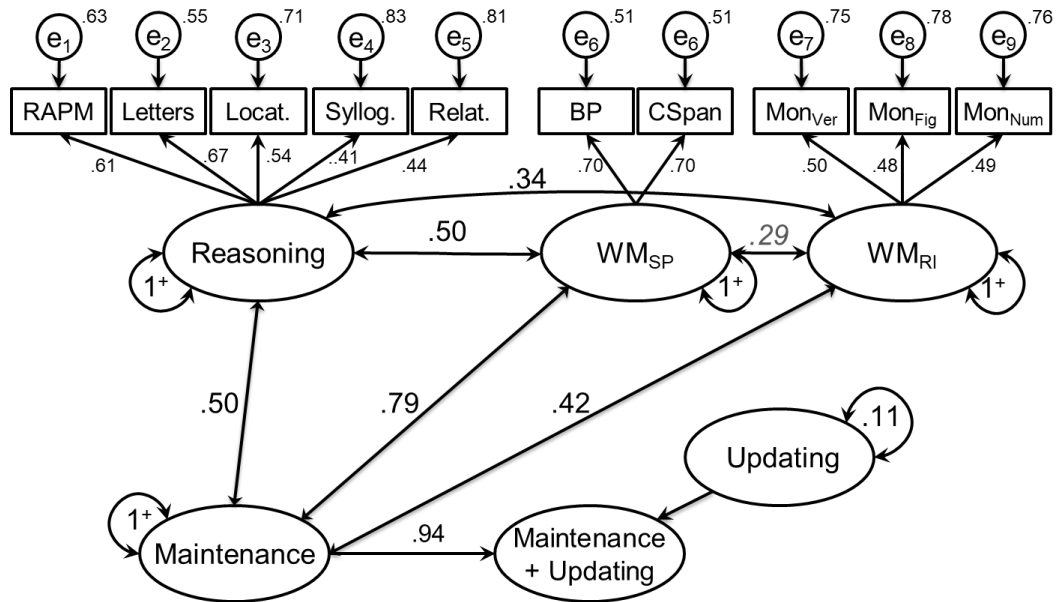 e1 .63 e2 .55 e3 .71 e4 .83 e5 .81 e6 .51 e6 .51 e7 .75 e8 .78 e9 .76
RAPM Letters Locat. Syllog. Relat. BP CSpan MonVer MonFig MonNum
.61 .67 .54 ..41 .44 .70 .70 .50 .48 .49
.34
.50 .29
Reasoning WMSP WMRI
1+ 1+ 1+
.50 .79 .42
.11
Updating
1+
.94
Maintenance
Maintenance
+ Updating